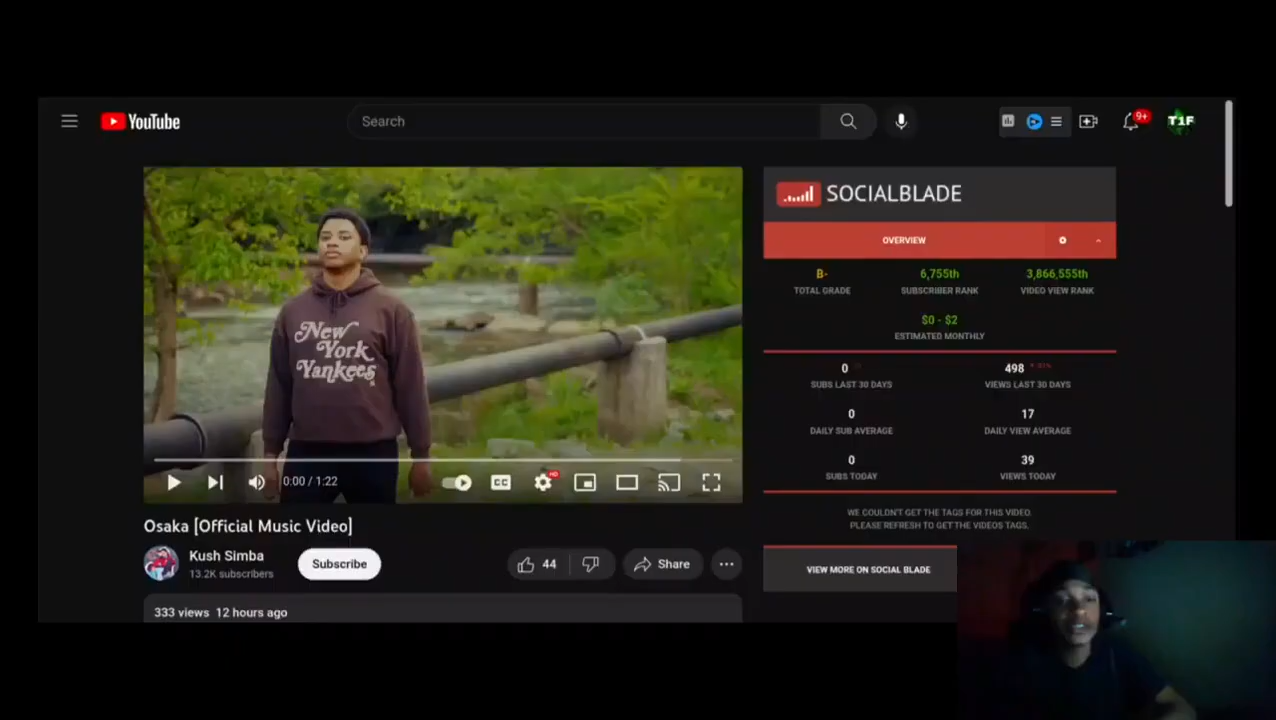 YouTube
Search
9+
T1F
New
York
Yankees
HD
CC
0:00 / 1:22
Osaka [Official Music Video]
Kush Simba
13.2K subscribers
Subscribe
44
Share
333 views 12 hours ago
SOCIALBLADE
OVERVIEW
B-
TOTAL GRADE
6,755th
SUBSCRIBER RANK
3,866,555th
VIDEO VIEW RANK
$0 - $2
ESTIMATED MONTHLY
0
SUBS LAST 30 DAYS
498
VIEWS LAST 30 DAYS
0
DAILY SUB AVERAGE
17
DAILY VIEW AVERAGE
0
SUBS TODAY
39
VIEWS TODAY
WE COULDN'T GET THE TAGS FOR THIS VIDEO.
PLEASE REFRESH TO GET THE VIDEOS TAGS.
VIEW MORE ON SOCIAL BLADE